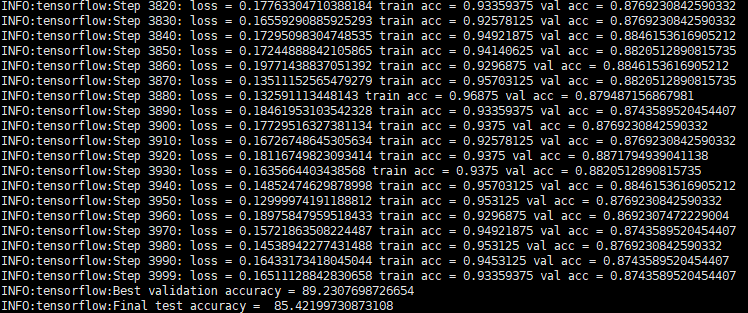 INFO:tensorflow:Step 3820: loss = 0.17763304710388184 train acc = 0.93359375 val acc = 0.8769230842590332
INFO:tensorflow:Step 3830: loss = 0.16559290885925293 train acc = 0.92578125 val acc = 0.8769230842590332
INFO:tensorflow:Step 3840: loss = 0.17295098304748535 train acc = 0.94921875 val acc = 0.8846153616905212
INFO:tensorflow:Step 3850: loss = 0.17244888842105865 train acc = 0.94140625 val acc = 0.8820512890815735
INFO:tensorflow:Step 3860: loss = 0.19771438837051392 train acc = 0.9296875 val acc = 0.8846153616905212
INFO:tensorflow:Step 3870: loss = 0.13511152565479279 train acc = 0.95703125 val acc = 0.8820512890815735
INFO:tensorflow:Step 3880: loss = 0.132591113448143 train acc = 0.96875 val acc = 0.879487156867981
INFO:tensorflow:Step 3890: loss = 0.18461953103542328 train acc = 0.93359375 val acc = 0.8743589520454407
INFO:tensorflow:Step 3900: loss = 0.17729516327381134 train acc = 0.9375 val acc = 0.8769230842590332
INFO:tensorflow:Step 3910: loss = 0.16726748645305634 train acc = 0.92578125 val acc = 0.8769230842590332
INFO:tensorflow:Step 3920: loss = 0.18116749823093414 train acc = 0.9375 val acc = 0.8871794939041138
INFO:tensorflow:Step 3930: loss = 0.1635664403438568 train acc = 0.9375 val acc = 0.8820512890815735
INFO:tensorflow:Step 3940: loss = 0.14852474629878998 train acc = 0.95703125 val acc = 0.8846153616905212
INFO:tensorflow:Step 3950: loss = 0.12999974191188812 train acc = 0.953125 val acc = 0.8769230842590332
INFO:tensorflow:Step 3960: loss = 0.18975847959518433 train acc = 0.9296875 val acc = 0.8692307472229004
INFO:tensorflow:Step 3970: loss = 0.15721863508224487 train acc = 0.94921875 val acc = 0.8743589520454407
INFO:tensorflow:Step 3980: loss = 0.14538942277431488 train acc = 0.953125 val acc = 0.8769230842590332
INFO:tensorflow:Step 3990: loss = 0.16433173418045044 train acc = 0.9453125 val acc = 0.8743589520454407
INFO:tensorflow:Step 3999: loss = 0.16511128842830658 train acc = 0.93359375 val acc = 0.8743589520454407
INFO:tensorflow:Best validation accuracy = 89.2307698726654
INFO:tensorflow:Final test accuracy =  85.42199730873108